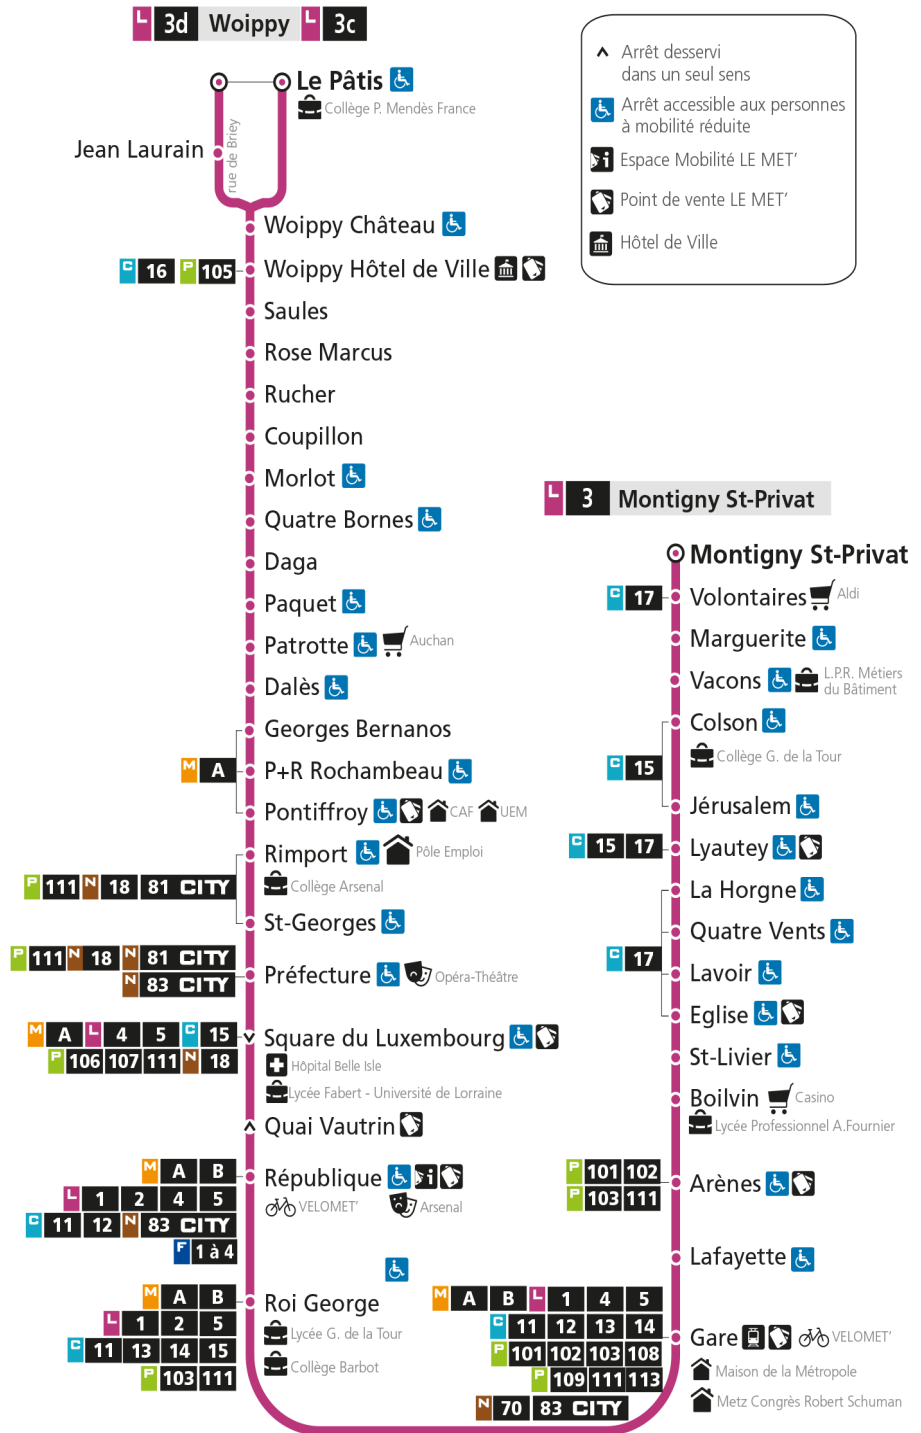 L 3d Woippy L 3c
Le Pâtis
Collège P. Mendès France
Jean Laurain
rue de Briey
Woippy Château
C 16 P 105 Woippy Hôtel de Ville
Saules
Rose Marcus
Rucher
Coupillon
Morlot
Quatre Bornes
Daga
Paquet
Patrotte Auchan
Dalès
Georges Bernanos
M A P+R Rochambeau
Pontiffroy CAF UEM
Rimport Pôle Emploi
P 111 N 18 81 CITY Collège Arsenal
St-Georges
P 111 N 18 N 81 CITY
N 83 CITY
Préfecture Opéra-Théâtre
M A L 4 5 C 15 Square du Luxembourg
P 106 107 111 N 18 Hôpital Belle Isle
Lycée Fabert - Université de Lorraine
Quai Vautrin
M A B République
L 1 2 4 5 VELOMET' Arsenal
C 11 12 N 83 CITY
F 1 à 4
M A B Roi George
L 1 2 5 Lycée G. de la Tour
C 11 13 14 15 Collège Barbot
P 103 111
Arrêt desservi
dans un seul sens
Arrêt accessible aux personnes
à mobilité réduite
Espace Mobilité LE MET'
Point de vente LE MET'
Hôtel de Ville
L 3 Montigny St-Privat
Montigny St-Privat
C 17 Volontaires Aldi
Marguerite
Vacons L.P.R. Métiers
du Bâtiment
Colson
C 15 Collège G. de la Tour
Jérusalem
C 15 17 Lyautey
La Horgne
Quatre Vents
C 17 Lavoir
Eglise
St-Livier
Boilvin Casino
Lycée Professionnel A.Fournier
P 101 102 Arènes
P 103 111
Lafayette
M A B L 1 4 5
C 11 12 13 14 Gare VELOMET'
P 101 102 103 108 Maison de la Métropole
P 109 111 113
N 70 83 CITY Metz Congrès Robert Schuman